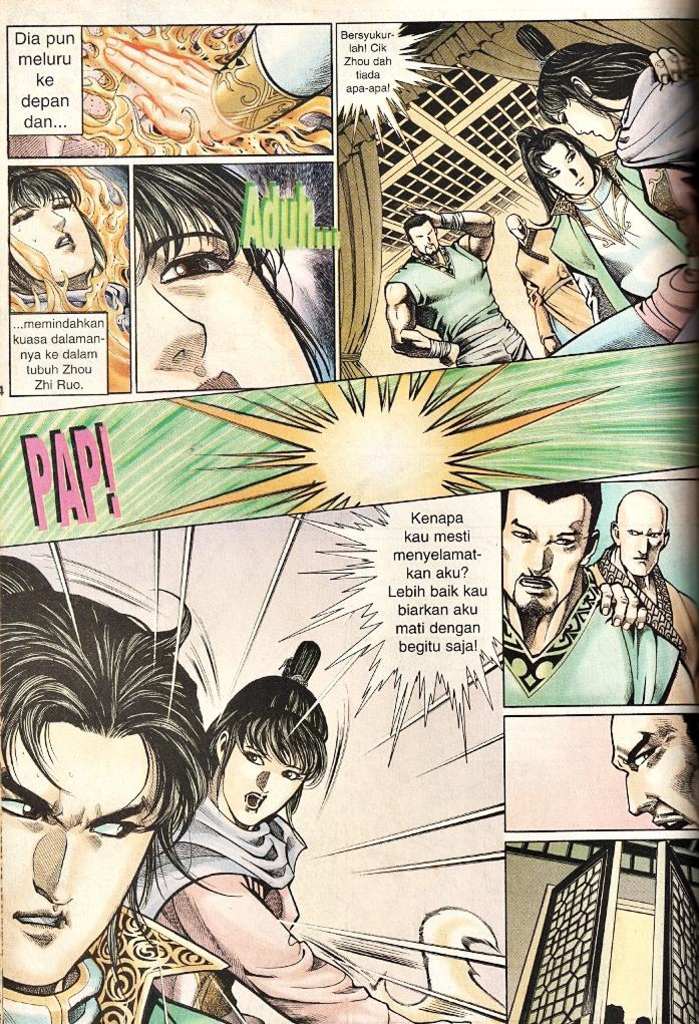 Dia pun
meluru
ke
depan
dan...
...memindahkan
kuasa dalaman-
nya ke dalam
tubuh Zhou
Zhi Ruo.
Aduh...
Bersyukur-
lah! Cik
Zhou dah
tiada
apa-apa!
PAP!
Kenapa
kau mesti
menyelamat-
kan aku?
Lebih baik kau
biarkan aku
mati dengan
begitu saja!